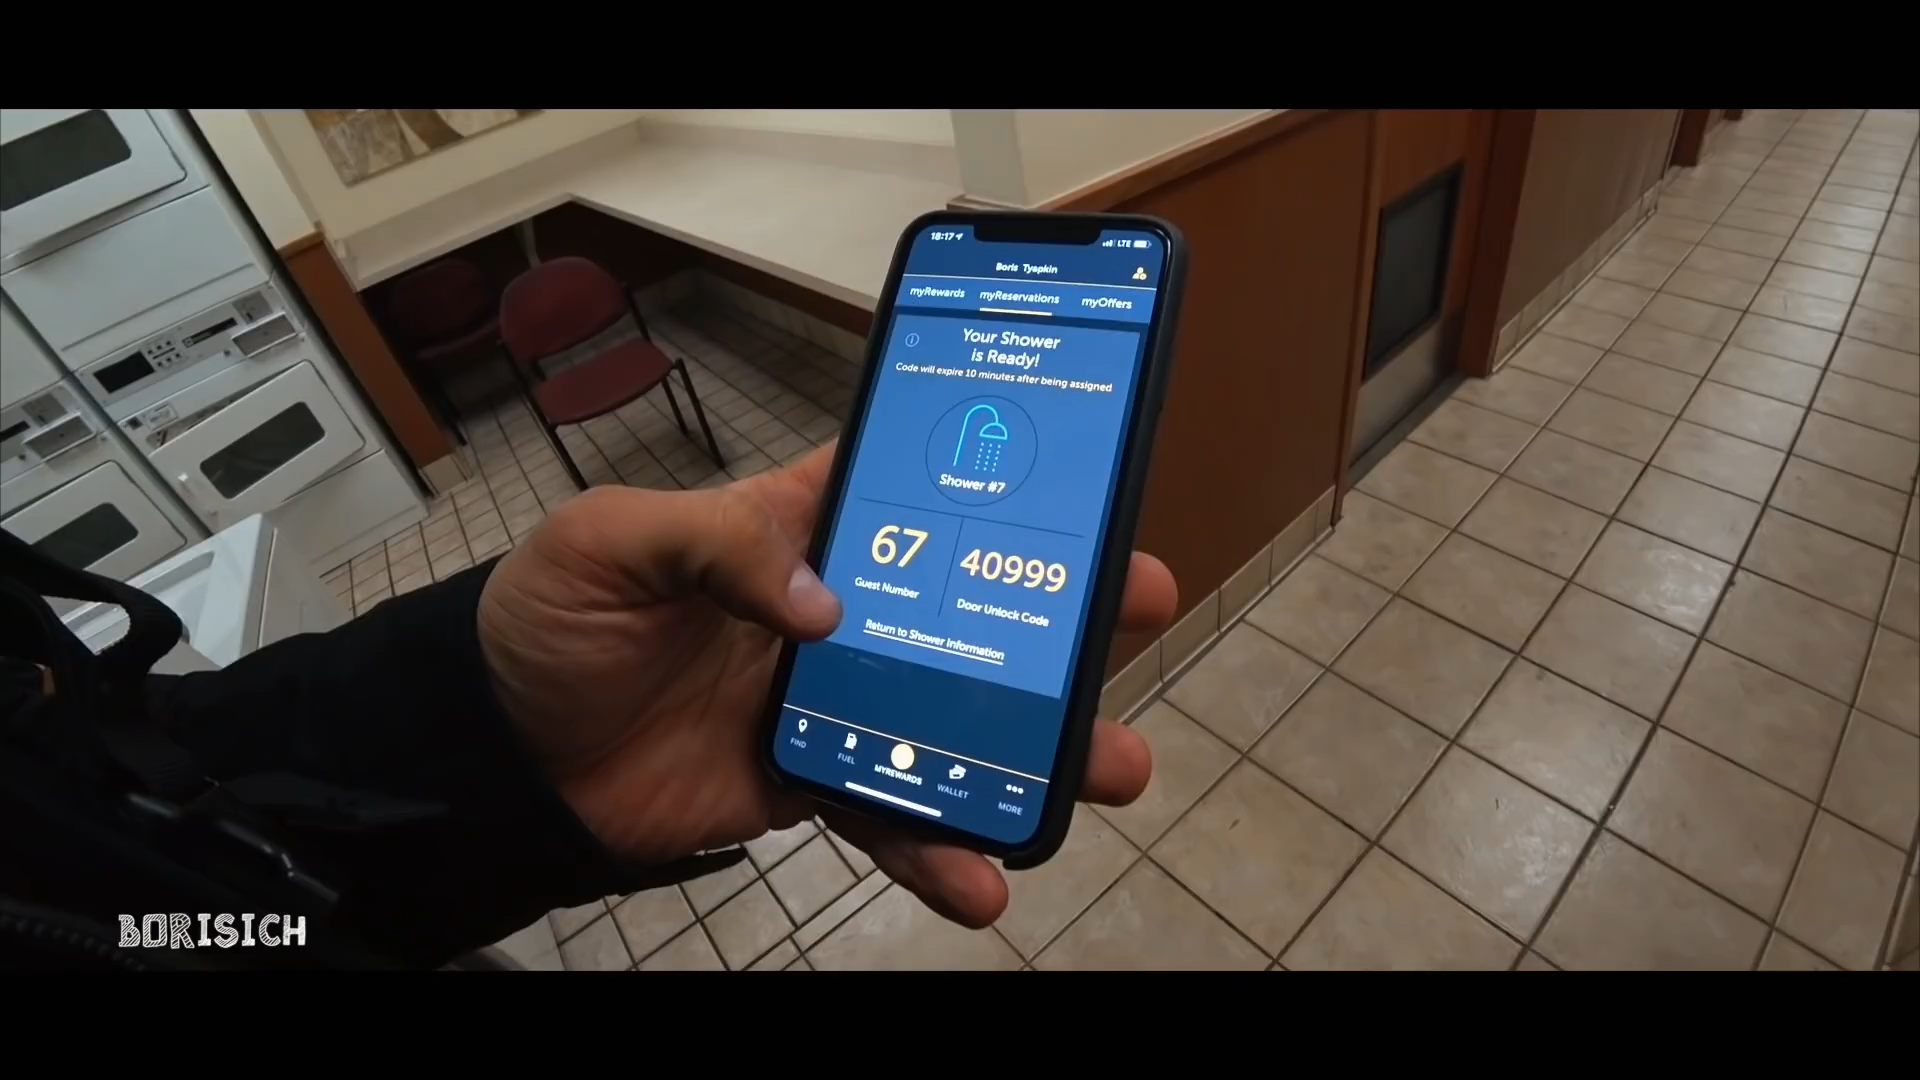 18:17
LTE
Boris Tyapkin
myRewards myReservations myOffers
Your Shower
is Ready!
Code will expire 10 minutes after being assigned
Shower #7
67
Guest Number
40999
Door Unlock Code
Return to Shower Information
FIND
FUEL
MYREWARDS
WALLET
MORE
BORISICH